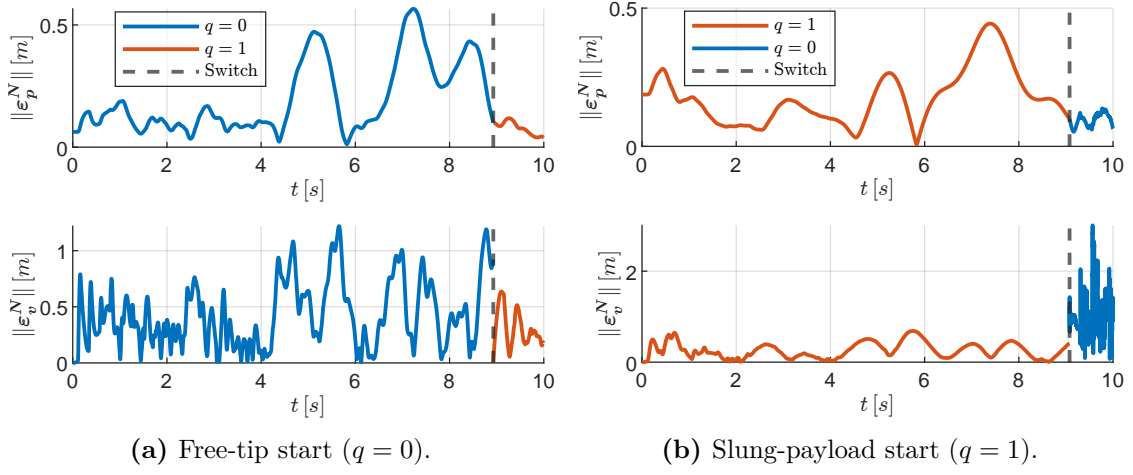 0.5
0
‖ε_p^N‖ [m]
q = 0
q = 1
Switch
0 2 4 6 8 10
t [s]
1
0.5
0
‖ε_v^N‖ [m]
0 2 4 6 8 10
t [s]
(a) Free-tip start (q = 0).
0.5
0
‖ε_p^N‖ [m]
q = 1
q = 0
Switch
0 2 4 6 8 10
t [s]
2
0
‖ε_v^N‖ [m]
0 2 4 6 8 10
t [s]
(b) Slung-payload start (q = 1).